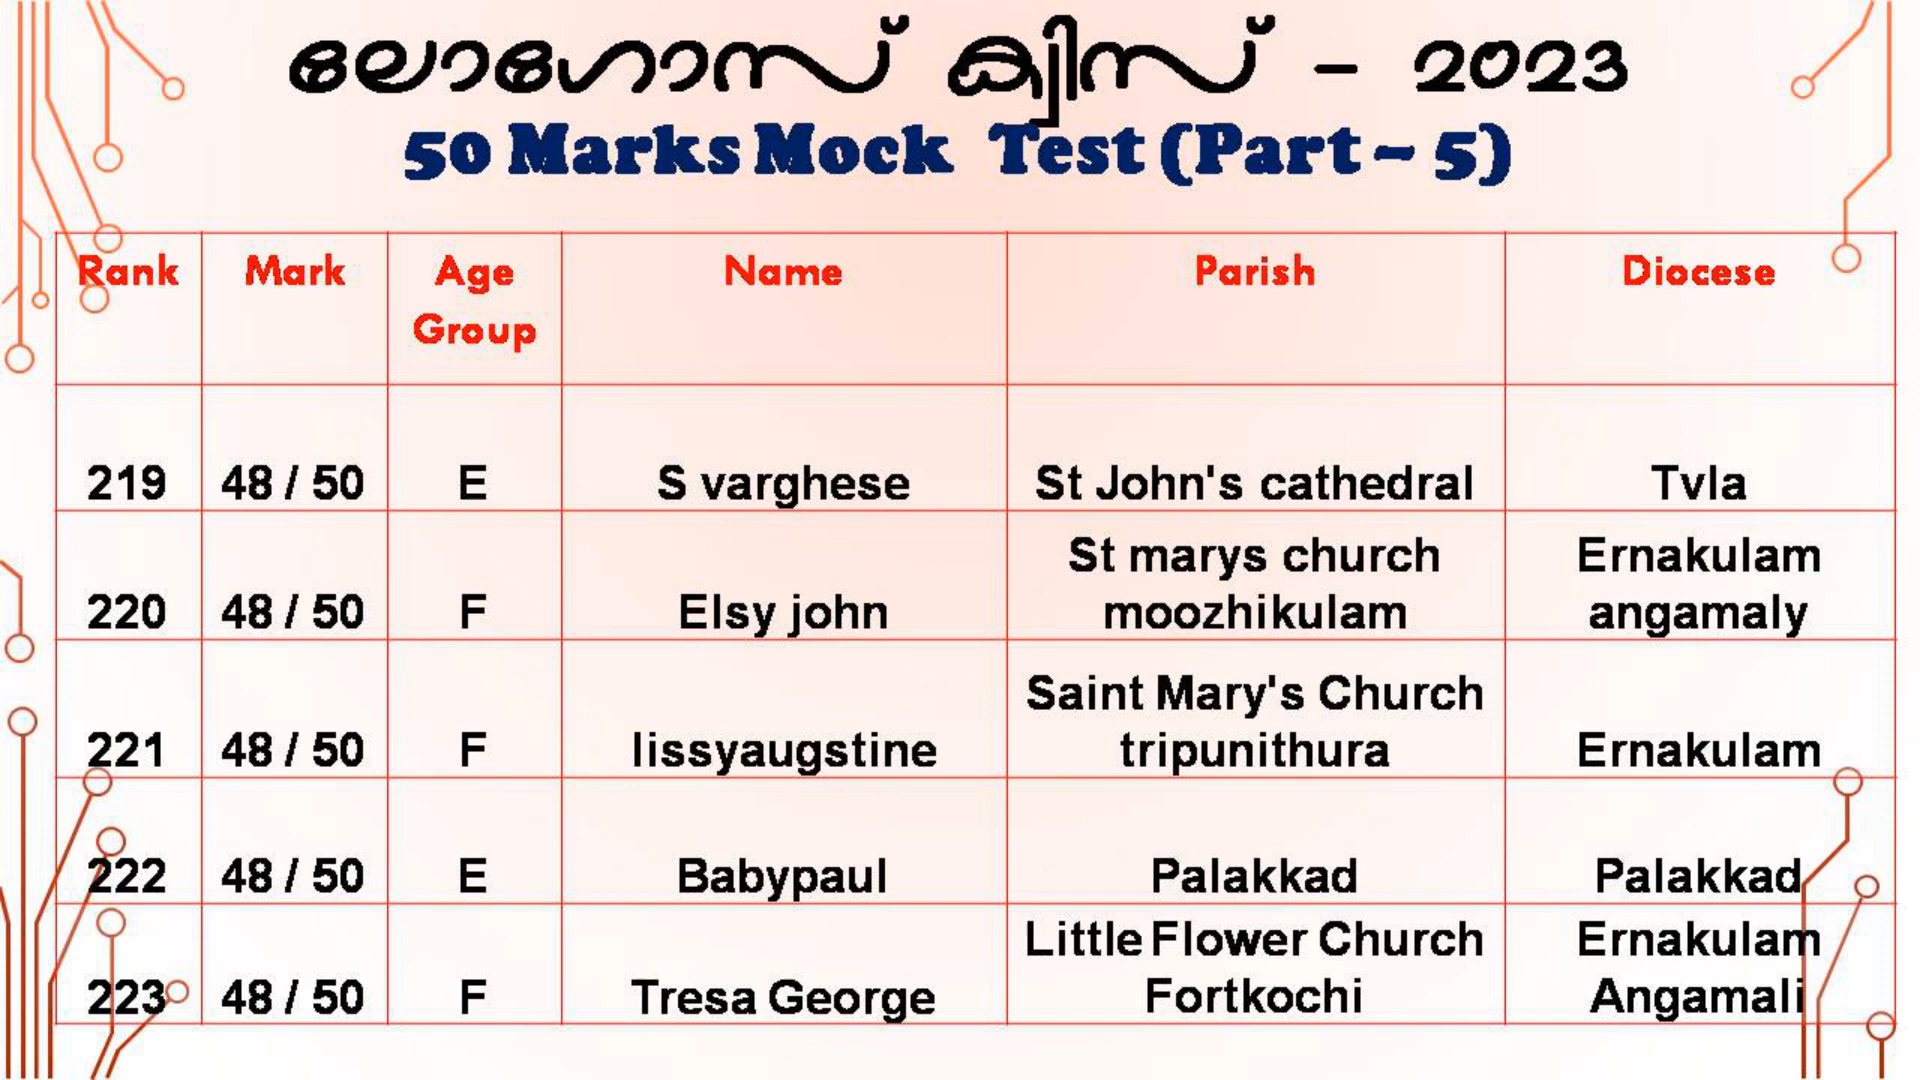 ലോഗോസ് ക്വിസ് – 2023
50 Marks Mock Test (Part – 5)
Rank Mark Age Group Name Parish Diocese
219 48 / 50 E S varghese St John's cathedral Tvla
220 48 / 50 F Elsy john St marys church moozhikulam Ernakulam angamaly
221 48 / 50 F lissyaugstine Saint Mary's Church tripunithura Ernakulam
222 48 / 50 E Babypaul Palakkad Palakkad
223 48 / 50 F Tresa George Little Flower Church Fortkochi Ernakulam Angamali